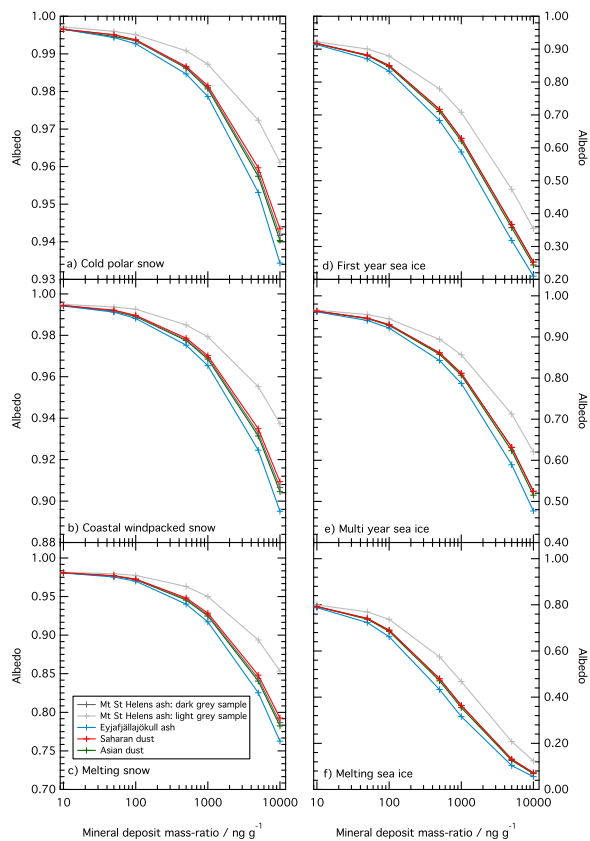 1.00
0.99
0.98
0.97
0.96
0.95
0.94
0.93
Albedo
a) Cold polar snow
1.00
0.90
0.80
0.70
0.60
0.50
0.40
0.30
0.20
Albedo
d) First year sea ice
1.00
0.98
0.96
0.94
0.92
0.90
0.88
Albedo
b) Coastal windpacked snow
1.00
0.90
0.80
0.70
0.60
0.50
0.40
Albedo
e) Multi year sea ice
1.00
0.95
0.90
0.85
0.80
0.75
0.70
Albedo
Mt St Helens ash: dark grey sample
Mt St Helens ash: light grey sample
Eyjafjallajökull ash
Saharan dust
Asian dust
c) Melting snow
10 100 1000 10000
Mineral deposit mass-ratio / ng g-1
1.00
0.80
0.60
0.40
0.20
0.00
Albedo
f) Melting sea ice
10 100 1000 10000
Mineral deposit mass-ratio / ng g-1